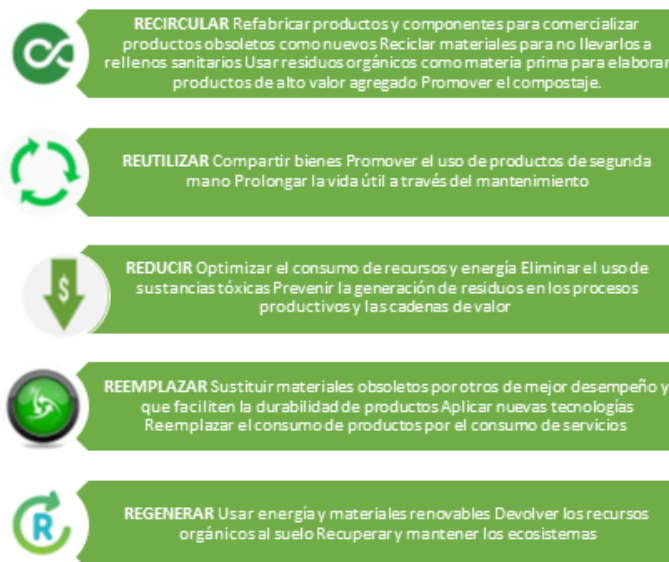 RECIRCULAR Refabricar productos y componentes para comercializar
productos obsoletos como nuevos Reciclar materiales para no llevarlos a
rellenos sanitarios Usar residuos orgánicos como materia prima para elaborar
productos de alto valor agregado Promover el compostaje.
REUTILIZAR Compartir bienes Promover el uso de productos de segunda
mano Prolongar la vida útil a través del mantenimiento
$
REDUCIR Optimizar el consumo de recursos y energía Eliminar el uso de
sustancias tóxicas Prevenir la generación de residuos en los procesos
productivos y las cadenas de valor
REEMPLAZAR Sustituir materiales obsoletos por otros de mejor desempeño y
que faciliten la durabilidad de productos Aplicar nuevas tecnologías
Reemplazar el consumo de productos por el consumo de servicios
R
REGENERAR Usar energía y materiales renovables Devolver los recursos
orgánicos al suelo Recuperar y mantener los ecosistemas